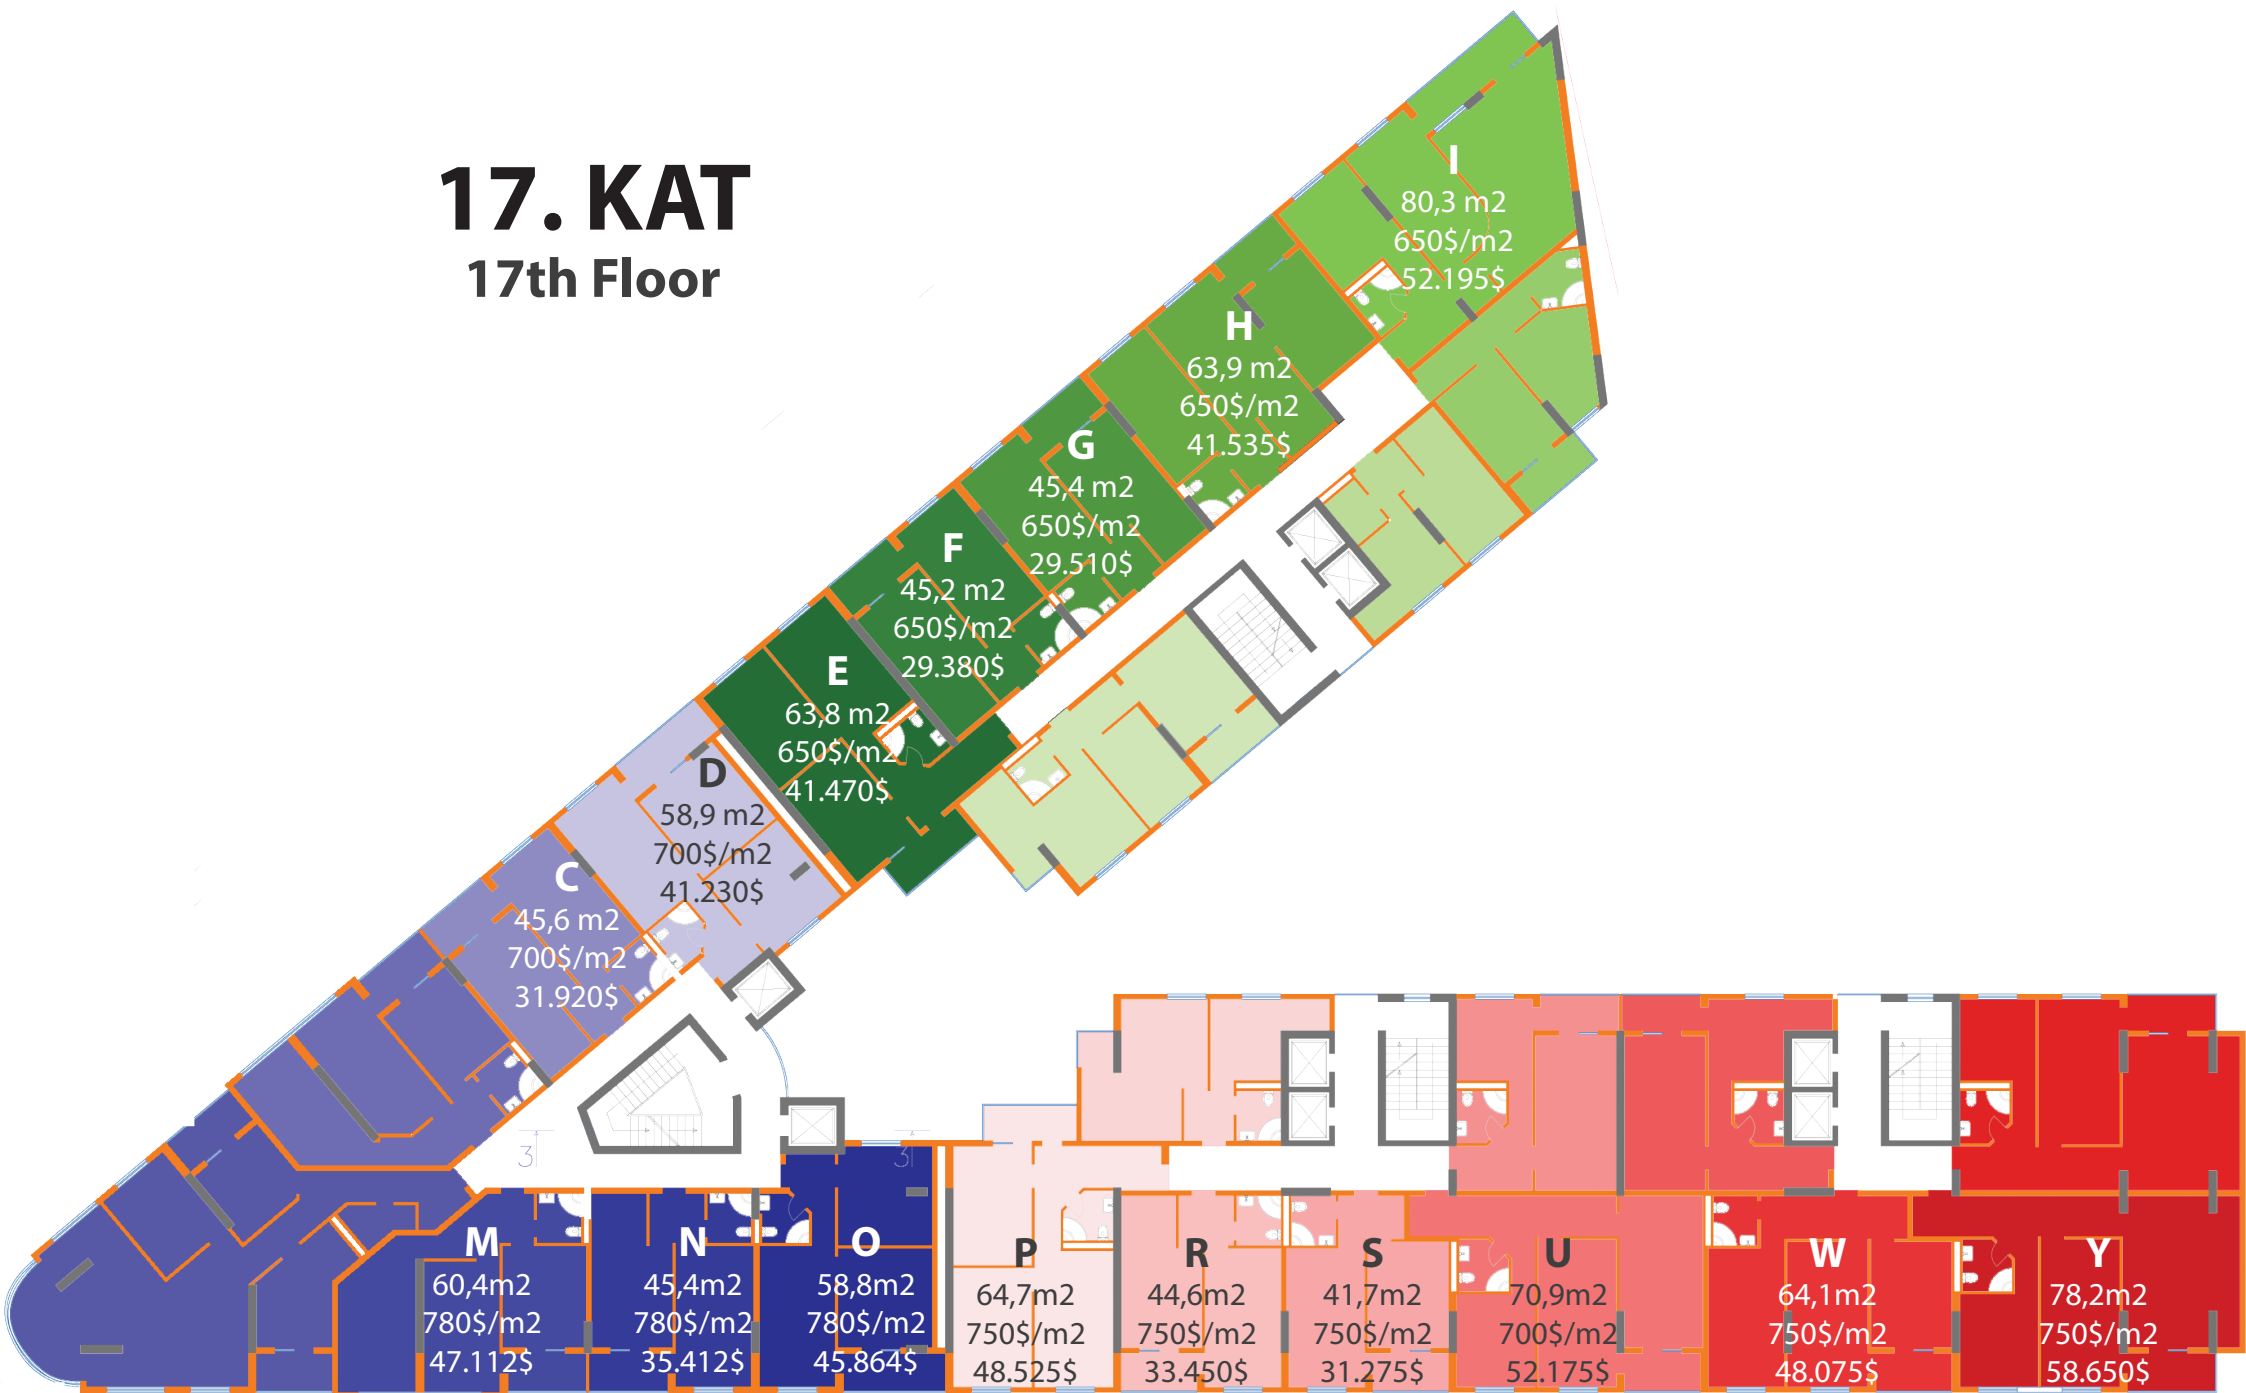 17. KAT
17th Floor
I
80,3 m2
650$/m2
52.195$
H
63,9 m2
650$/m2
41.535$
G
45,4 m2
650$/m2
29.510$
F
45,2 m2
650$/m2
29.380$
E
63,8 m2
650$/m2
41.470$
D
58,9 m2
700$/m2
41.230$
C
45,6 m2
700$/m2
31.920$
3
3
M
60,4m2
780$/m2
47.112$
N
45,4m2
780$/m2
35.412$
O
58,8m2
780$/m2
45.864$
P
64,7m2
750$/m2
48.525$
R
44,6m2
750$/m2
33.450$
S
41,7m2
750$/m2
31.275$
U
70,9m2
700$/m2
52.175$
W
64,1m2
750$/m2
48.075$
Y
78,2m2
750$/m2
58.650$